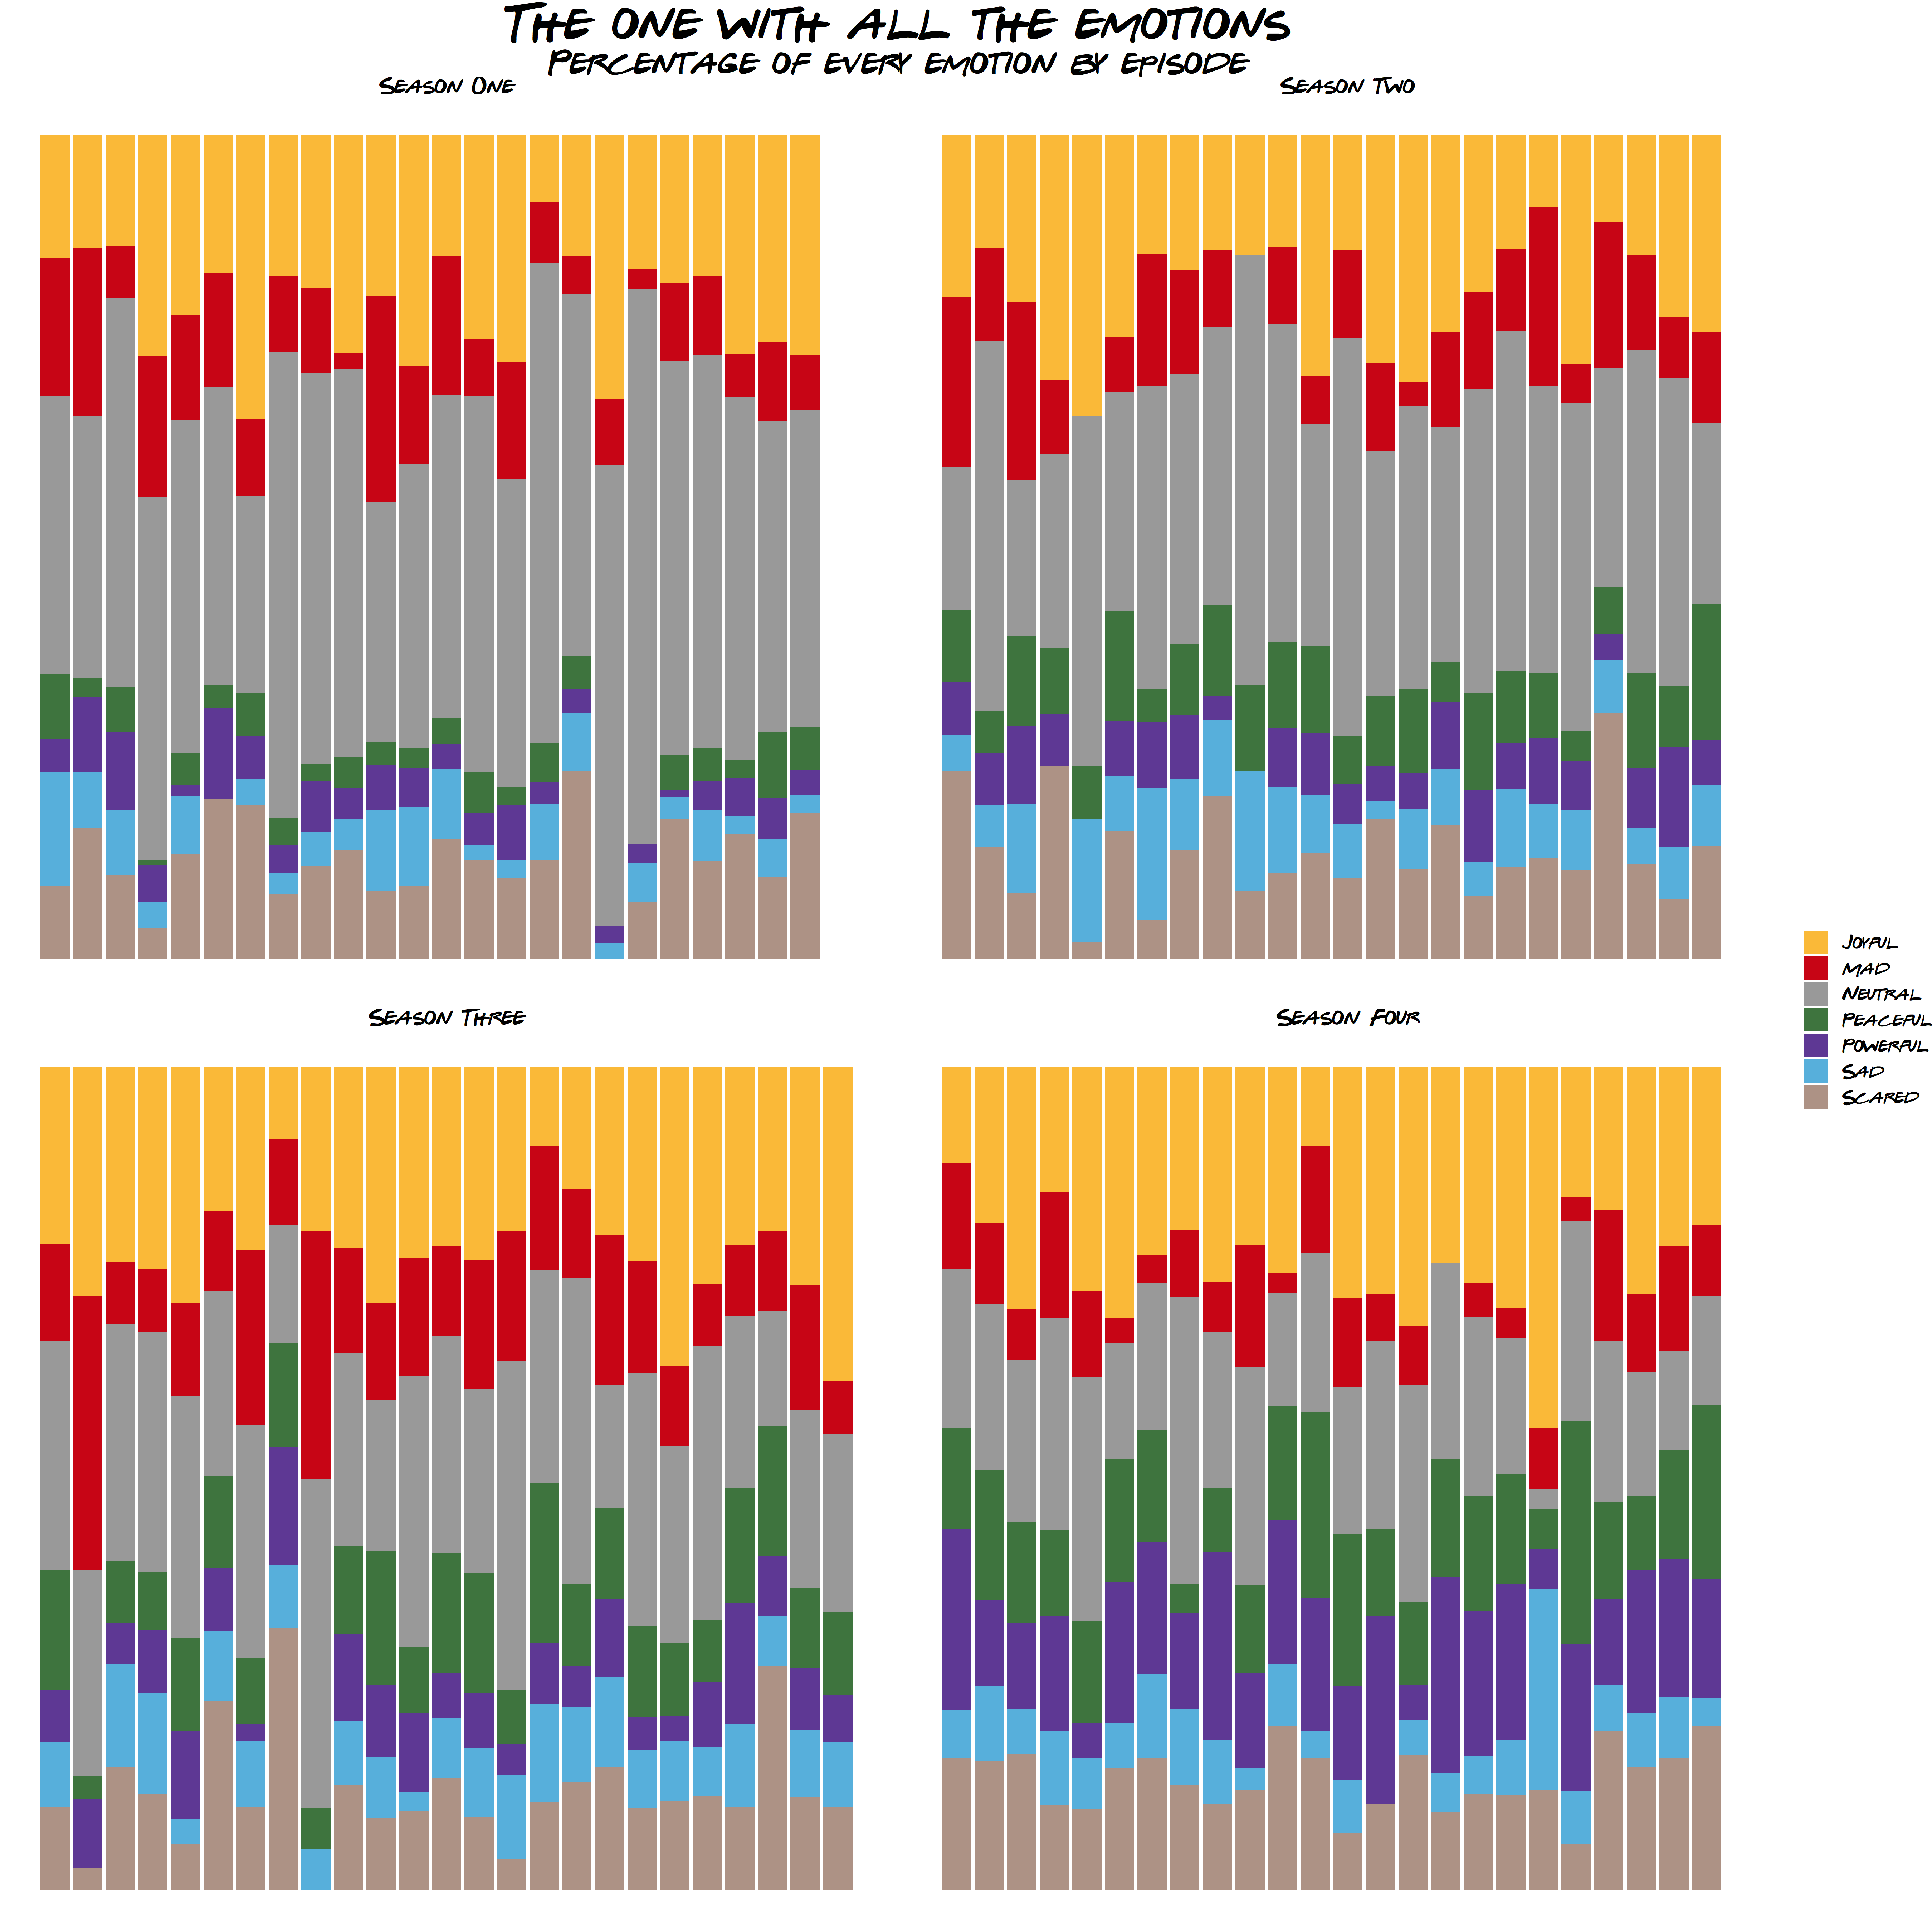 The one with all the emotions
Percentage of every emotion by episode
Season One
Season Two
Season Three
Season Four
Joyful
Mad
Neutral
Peaceful
Powerful
Sad
Scared